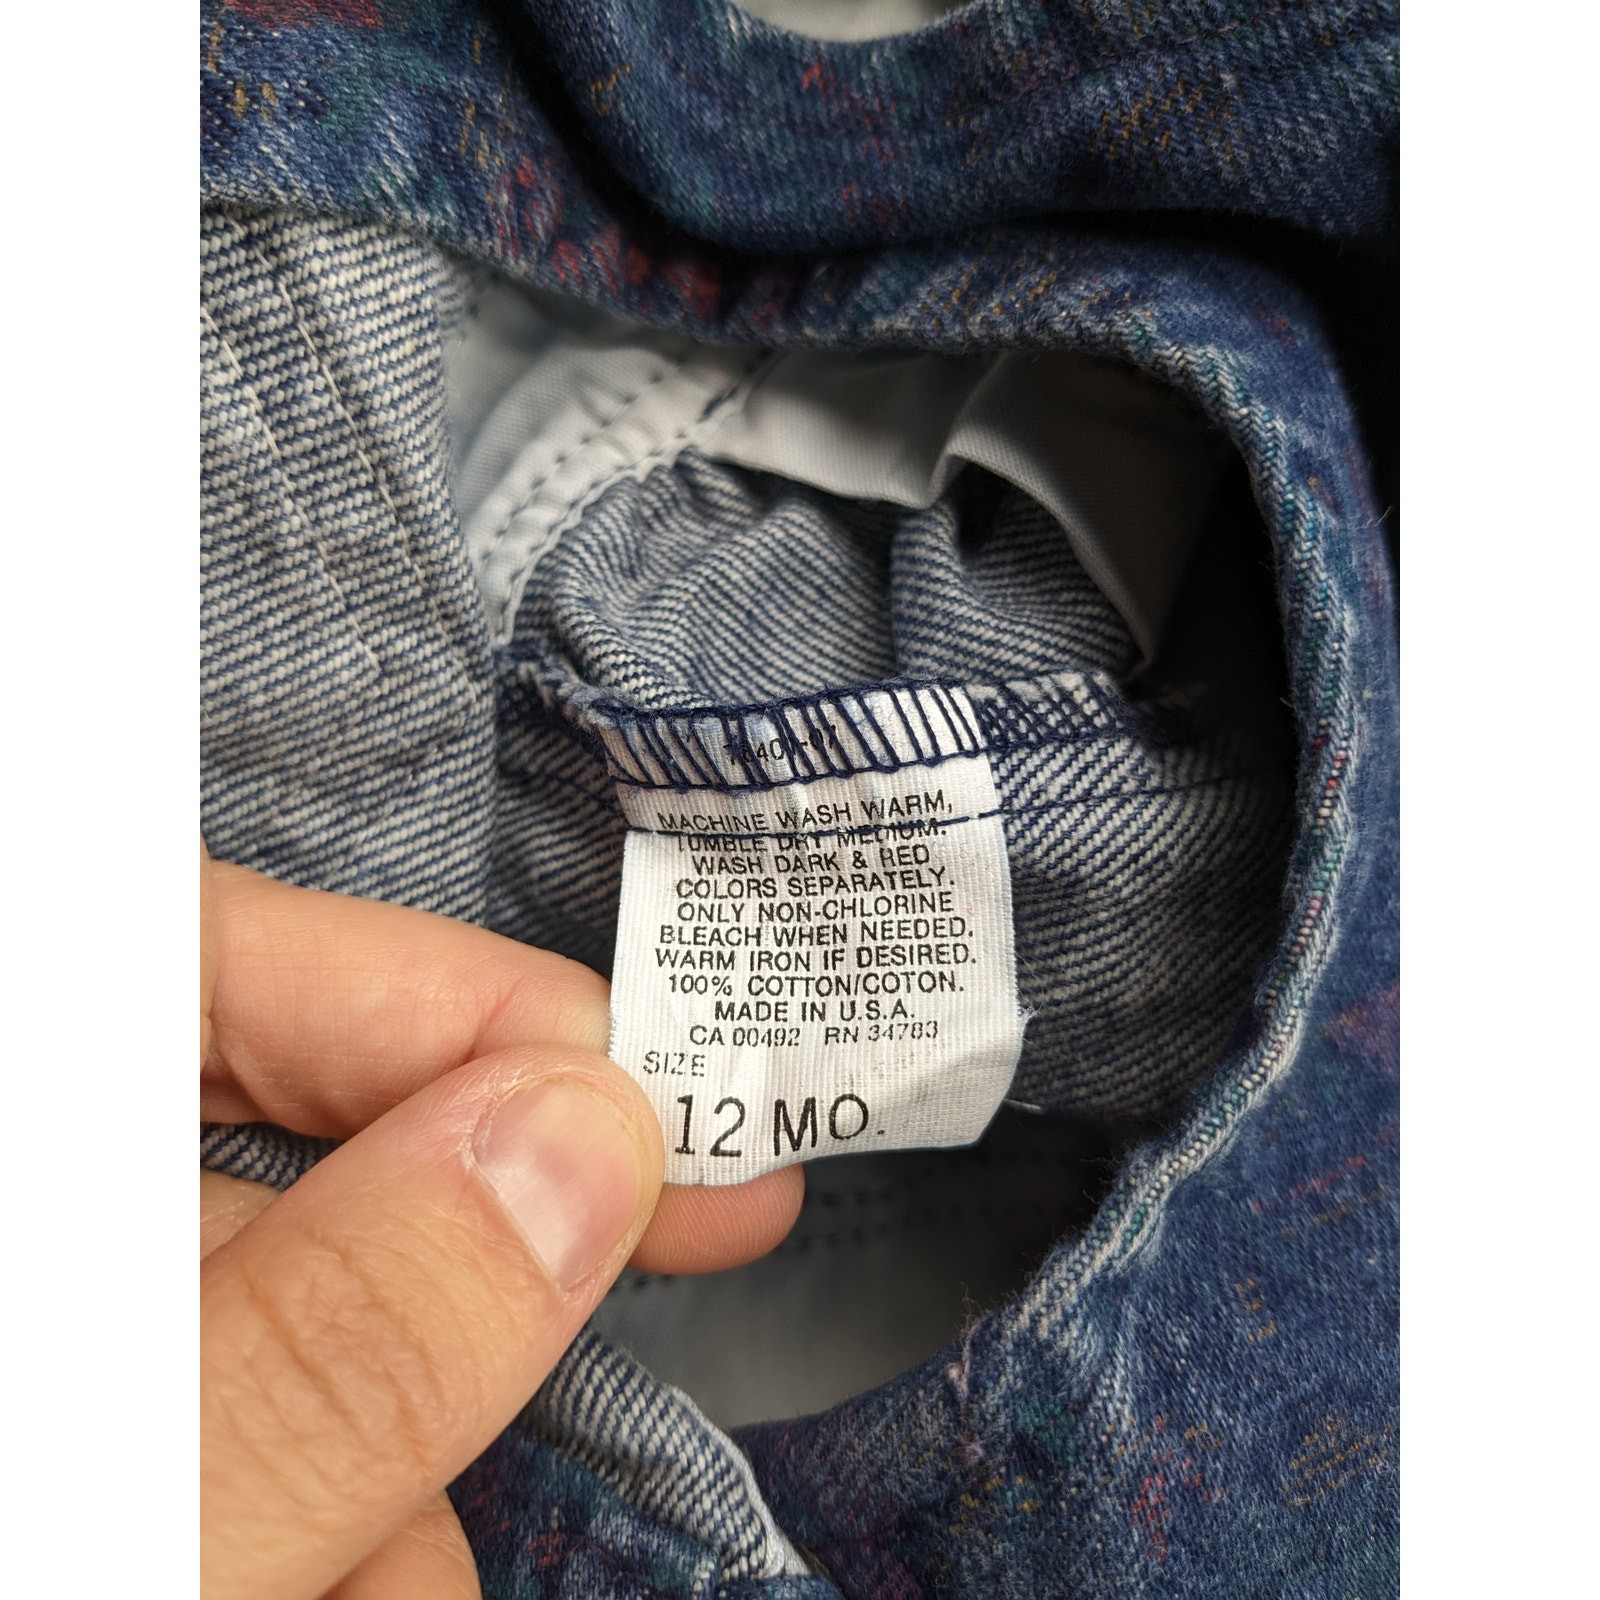 MACHINE WASH WARM,
TUMBLE DRY MEDIUM.
WASH DARK & RED
COLORS SEPARATELY.
ONLY NON-CHLORINE
BLEACH WHEN NEEDED.
WARM IRON IF DESIRED.
100% COTTON/COTON.
MADE IN U.S.A.
CA 00492 RN 34783
SIZE
12 MO.